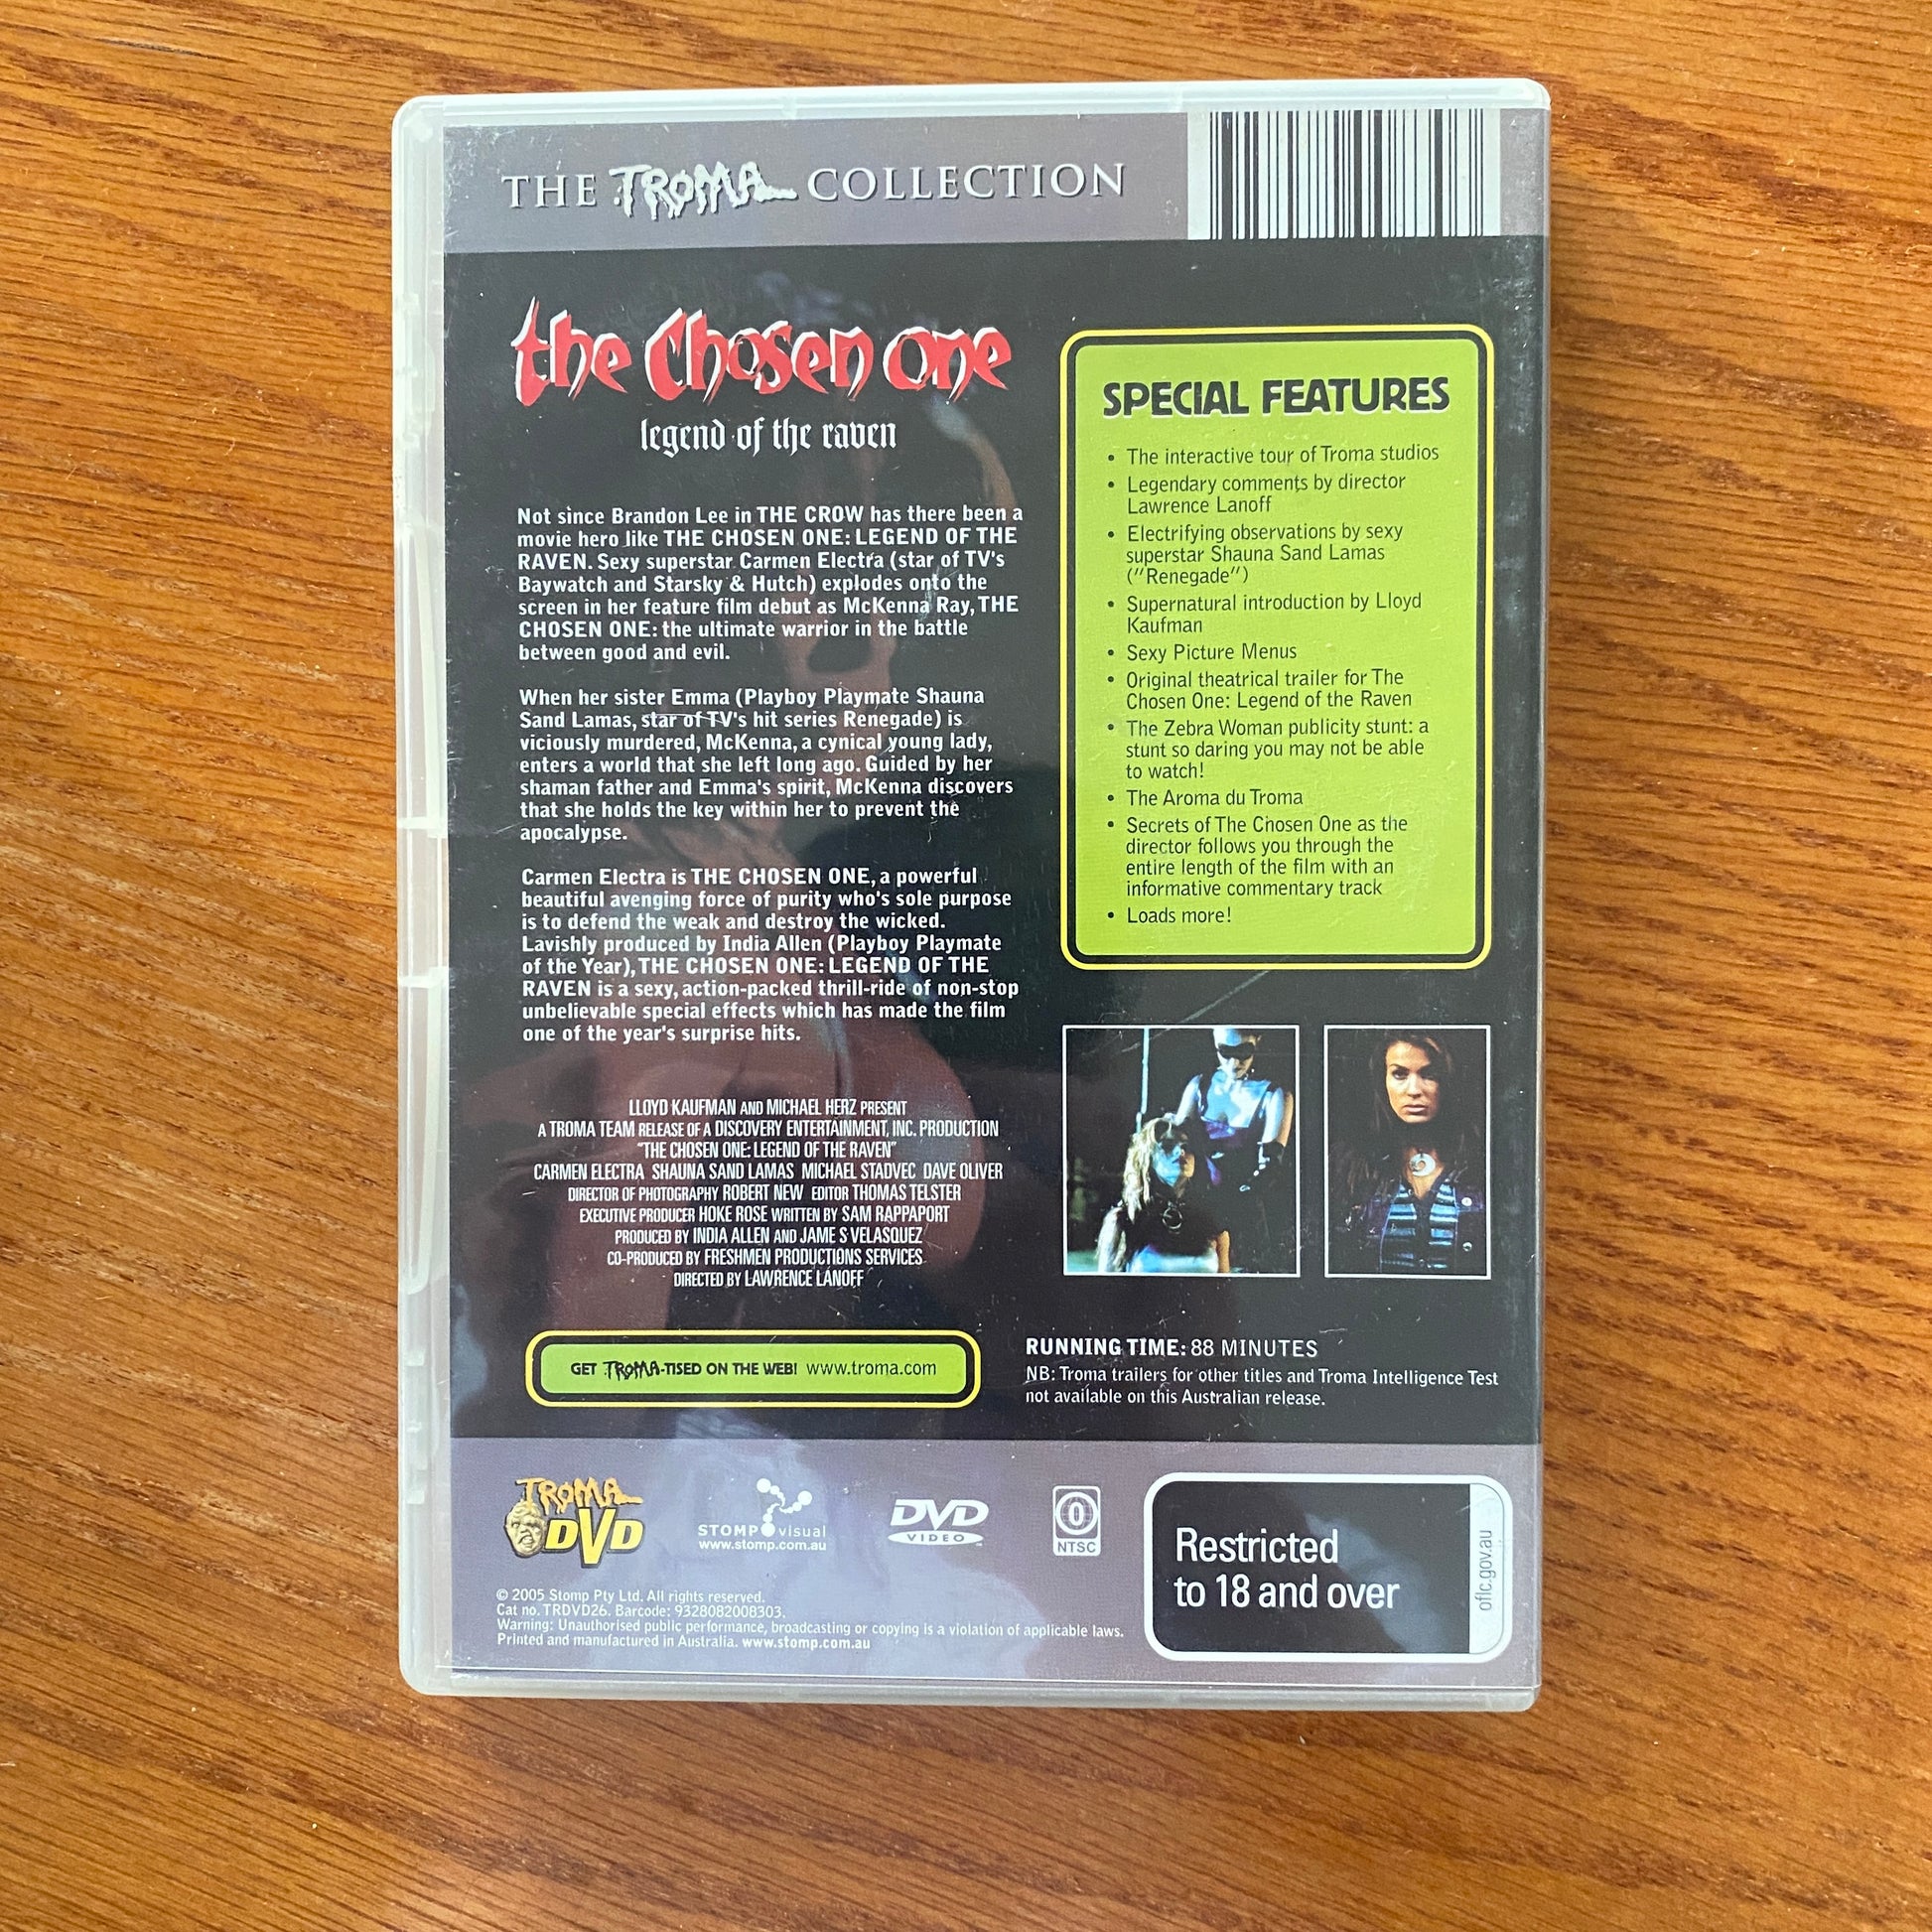 THE TROMA COLLECTION
the Chosen one
legend of the raven
Not since Brandon Lee in THE CROW has there been a
movie hero like THE CHOSEN ONE: LEGEND OF THE
RAVEN. Sexy superstar Carmen Electra (star of TV's
Baywatch and Starsky & Hutch) explodes onto the
screen in her feature film debut as McKenna Ray, THE
CHOSEN ONE: the ultimate warrior in the battle
between good and evil.
When her sister Emma (Playboy Playmate Shauna
Sand Lamas, star of TV's hit series Renegade) is
viciously murdered, McKenna, a cynical young lady,
enters a world that she left long ago. Guided by her
shaman father and Emma's spirit, McKenna discovers
that she holds the key within her to prevent the
apocalypse.
Carmen Electra is THE CHOSEN ONE, a powerful
beautiful avenging force of purity who's sole purpose
is to defend the weak and destroy the wicked.
Lavishly produced by India Allen (Playboy Playmate
of the Year), THE CHOSEN ONE: LEGEND OF THE
RAVEN is a sexy, action-packed thrill-ride of non-stop
unbelievable special effects which has made the film
one of the year's surprise hits.
LLOYD KAUFMAN AND MICHAEL HERZ PRESENT
A TROMA TEAM RELEASE OF A DISCOVERY ENTERTAINMENT, INC. PRODUCTION
"THE CHOSEN ONE: LEGEND OF THE RAVEN"
CARMEN ELECTRA SHAUNA SAND LAMAS MICHAEL STADVEC DAVE OLIVER
DIRECTOR OF PHOTOGRAPHY ROBERT NEW EDITOR THOMAS TELSTER
EXECUTIVE PRODUCER HOKE ROSE WRITTEN BY SAM RAPPAPORT
PRODUCED BY INDIA ALLEN AND JAME S VELASQUEZ
CO-PRODUCED BY FRESHMEN PRODUCTIONS SERVICES
DIRECTED BY LAWRENCE LANOFF
GET TROMA-TISED ON THE WEB! www.troma.com
SPECIAL FEATURES
• The interactive tour of Troma studios
• Legendary comments by director
Lawrence Lanoff
• Electrifying observations by sexy
superstar Shauna Sand Lamas
("Renegade")
• Supernatural introduction by Lloyd
Kaufman
• Sexy Picture Menus
• Original theatrical trailer for The
Chosen One: Legend of the Raven
• The Zebra Woman publicity stunt: a
stunt so daring you may not be able
to watch!
• The Aroma du Troma
• Secrets of The Chosen One as the
director follows you through the
entire length of the film with an
informative commentary track
• Loads more!
RUNNING TIME: 88 MINUTES
NB: Troma trailers for other titles and Troma Intelligence Test
not available on this Australian release.
TROMA
DVD
STOMP visual
www.stomp.com.au
DVD
VIDEO
0
NTSC
Restricted
to 18 and over
oflc.gov.au
© 2005 Stomp Pty Ltd. All rights reserved.
Cat no. TRDVD26. Barcode: 9328082008303.
Warning: Unauthorised public performance, broadcasting or copying is a violation of applicable laws.
Printed and manufactured in Australia. www.stomp.com.au